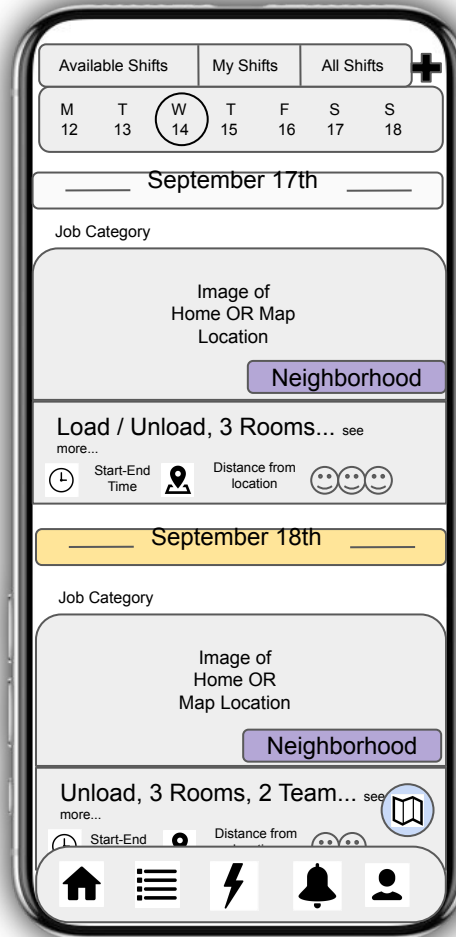 Available Shifts My Shifts All Shifts
M T W T F S S
12 13 14 15 16 17 18
September 17th
Job Category
Image of
Home OR Map
Location
Neighborhood
Load / Unload, 3 Rooms... see
more...
Start-End
Time
Distance from
location
September 18th
Job Category
Image of
Home OR
Map Location
Neighborhood
Unload, 3 Rooms, 2 Team... see
more...
Start-End
Distance from